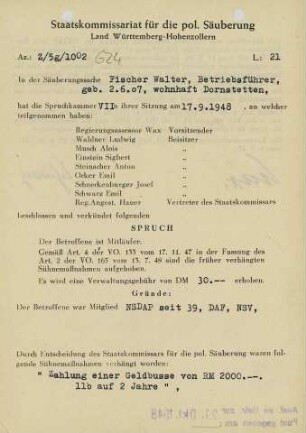 Staatskommissariat für die pol. Säuberung
Land Württemberg-Hohenzollern
Az.: Z/5g/1002 624 L: 21
In der Säuberungssache Fischer Walter, Betriebsführer,
geb. 2.6.07, wohnhaft Dornstetten,
hat die Spruchkammer VII in ihrer Sitzung am 17.9.1948, an welcher
teilgenommen haben:
Regierungsassessor Wax Vorsitzender
Waldner Ludwig Beisitzer
Musch Alois „
Einstein Sigbert „
Steinacher Anton „
Ocker Emil „
Schneckenburger Josef „
Schwarz Emil „
Reg.Angest. Hauer Vertreter des Staatskommissars
beschlossen und verkündet folgenden
SPRUCH
Der Betroffene ist Mitläufer.
Gemäß Art. 4 der VO. 133 vom 17. 11. 47 in der Fassung des
Art. 2 der VO. 165 vom 13. 7. 48 sind die früher verhängten
Sühnemaßnahmen aufgehoben.
Es wird eine Verwaltungsgebühr von DM 30.-- erhoben.
Gründe:
Der Betroffene war Mitglied NSDAP seit 39, DAF, NSV,
Durch Entscheidung des Staatskommissars für die pol. Säuberung waren folgende
Sühnemaßnahmen verhängt worden:
" Zahlung einer Geldbusse von RM 2000.--.
11b auf 2 Jahre " ,